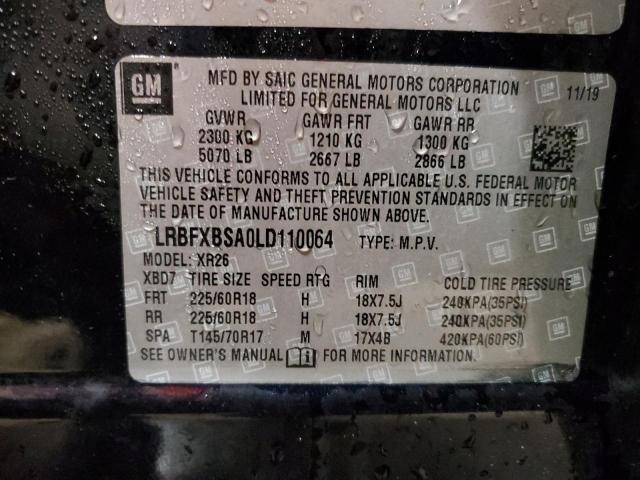 GM
MFD BY SAIC GENERAL MOTORS CORPORATION
LIMITED FOR GENERAL MOTORS LLC
11/19
GVWR GAWR FRT GAWR RR
2300 KG 1210 KG 1300 KG
5070 LB 2667 LB 2866 LB
THIS VEHICLE CONFORMS TO ALL APPLICABLE U.S. FEDERAL MOTOR
VEHICLE SAFETY AND THEFT PREVENTION STANDARDS IN EFFECT ON
THE DATE OF MANUFACTURE SHOWN ABOVE.
LRBFXBSA0LD110064 TYPE: M.P.V.
MODEL: XR26
XBD7 TIRE SIZE SPEED RTG RIM COLD TIRE PRESSURE
FRT 225/60R18 H 18X7.5J 240KPA(35PSI)
RR 225/60R18 H 18X7.5J 240KPA(35PSI)
SPA T145/70R17 M 17X4B 420KPA(60PSI)
SEE OWNER'S MANUAL FOR MORE INFORMATION.